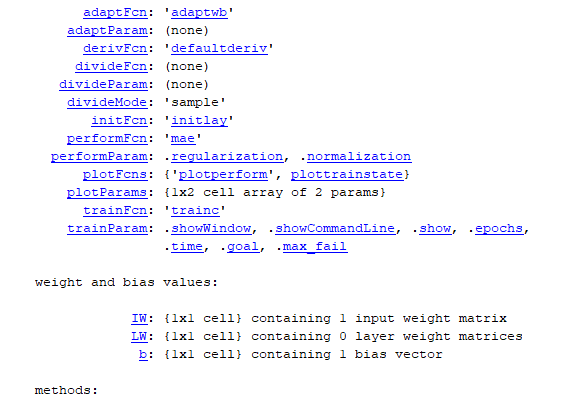 adaptFcn: 'adaptwb'
adaptParam: (none)
derivFcn: 'defaultderiv'
divideFcn: (none)
divideParam: (none)
divideMode: 'sample'
initFcn: 'initlay'
performFcn: 'mae'
performParam: .regularization, .normalization
plotFcns: {'plotperform', plottrainstate}
plotParams: {1x2 cell array of 2 params}
trainFcn: 'trainc'
trainParam: .showWindow, .showCommandLine, .show, .epochs,
.time, .goal, .max_fail
weight and bias values:
IW: {1x1 cell} containing 1 input weight matrix
LW: {1x1 cell} containing 0 layer weight matrices
b: {1x1 cell} containing 1 bias vector
methods: